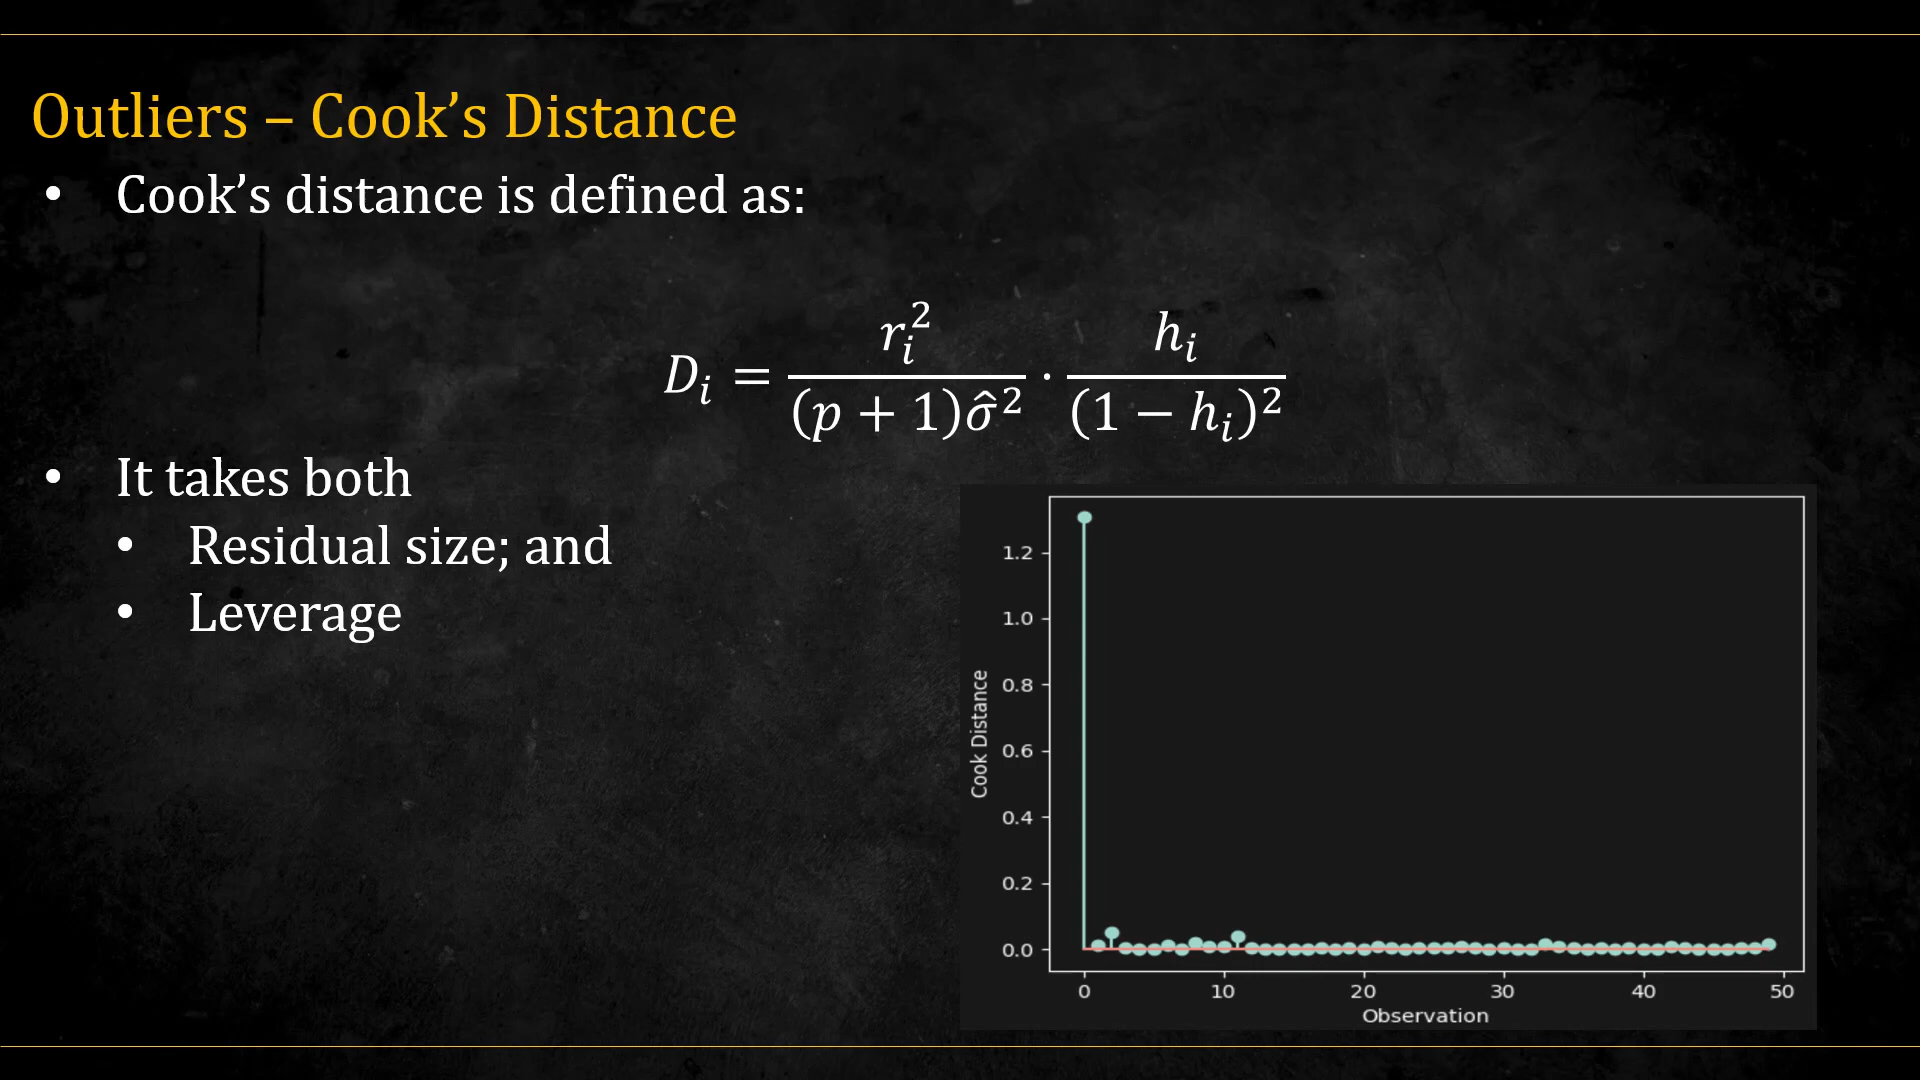 Outliers – Cook’s Distance
• Cook’s distance is defined as:
D_i = r_i^2 / ((p + 1)σ̂^2) · h_i / (1 − h_i)^2
• It takes both
• Residual size; and
• Leverage
Cook Distance
1.2
1.0
0.8
0.6
0.4
0.2
0.0
0 10 20 30 40 50
Observation